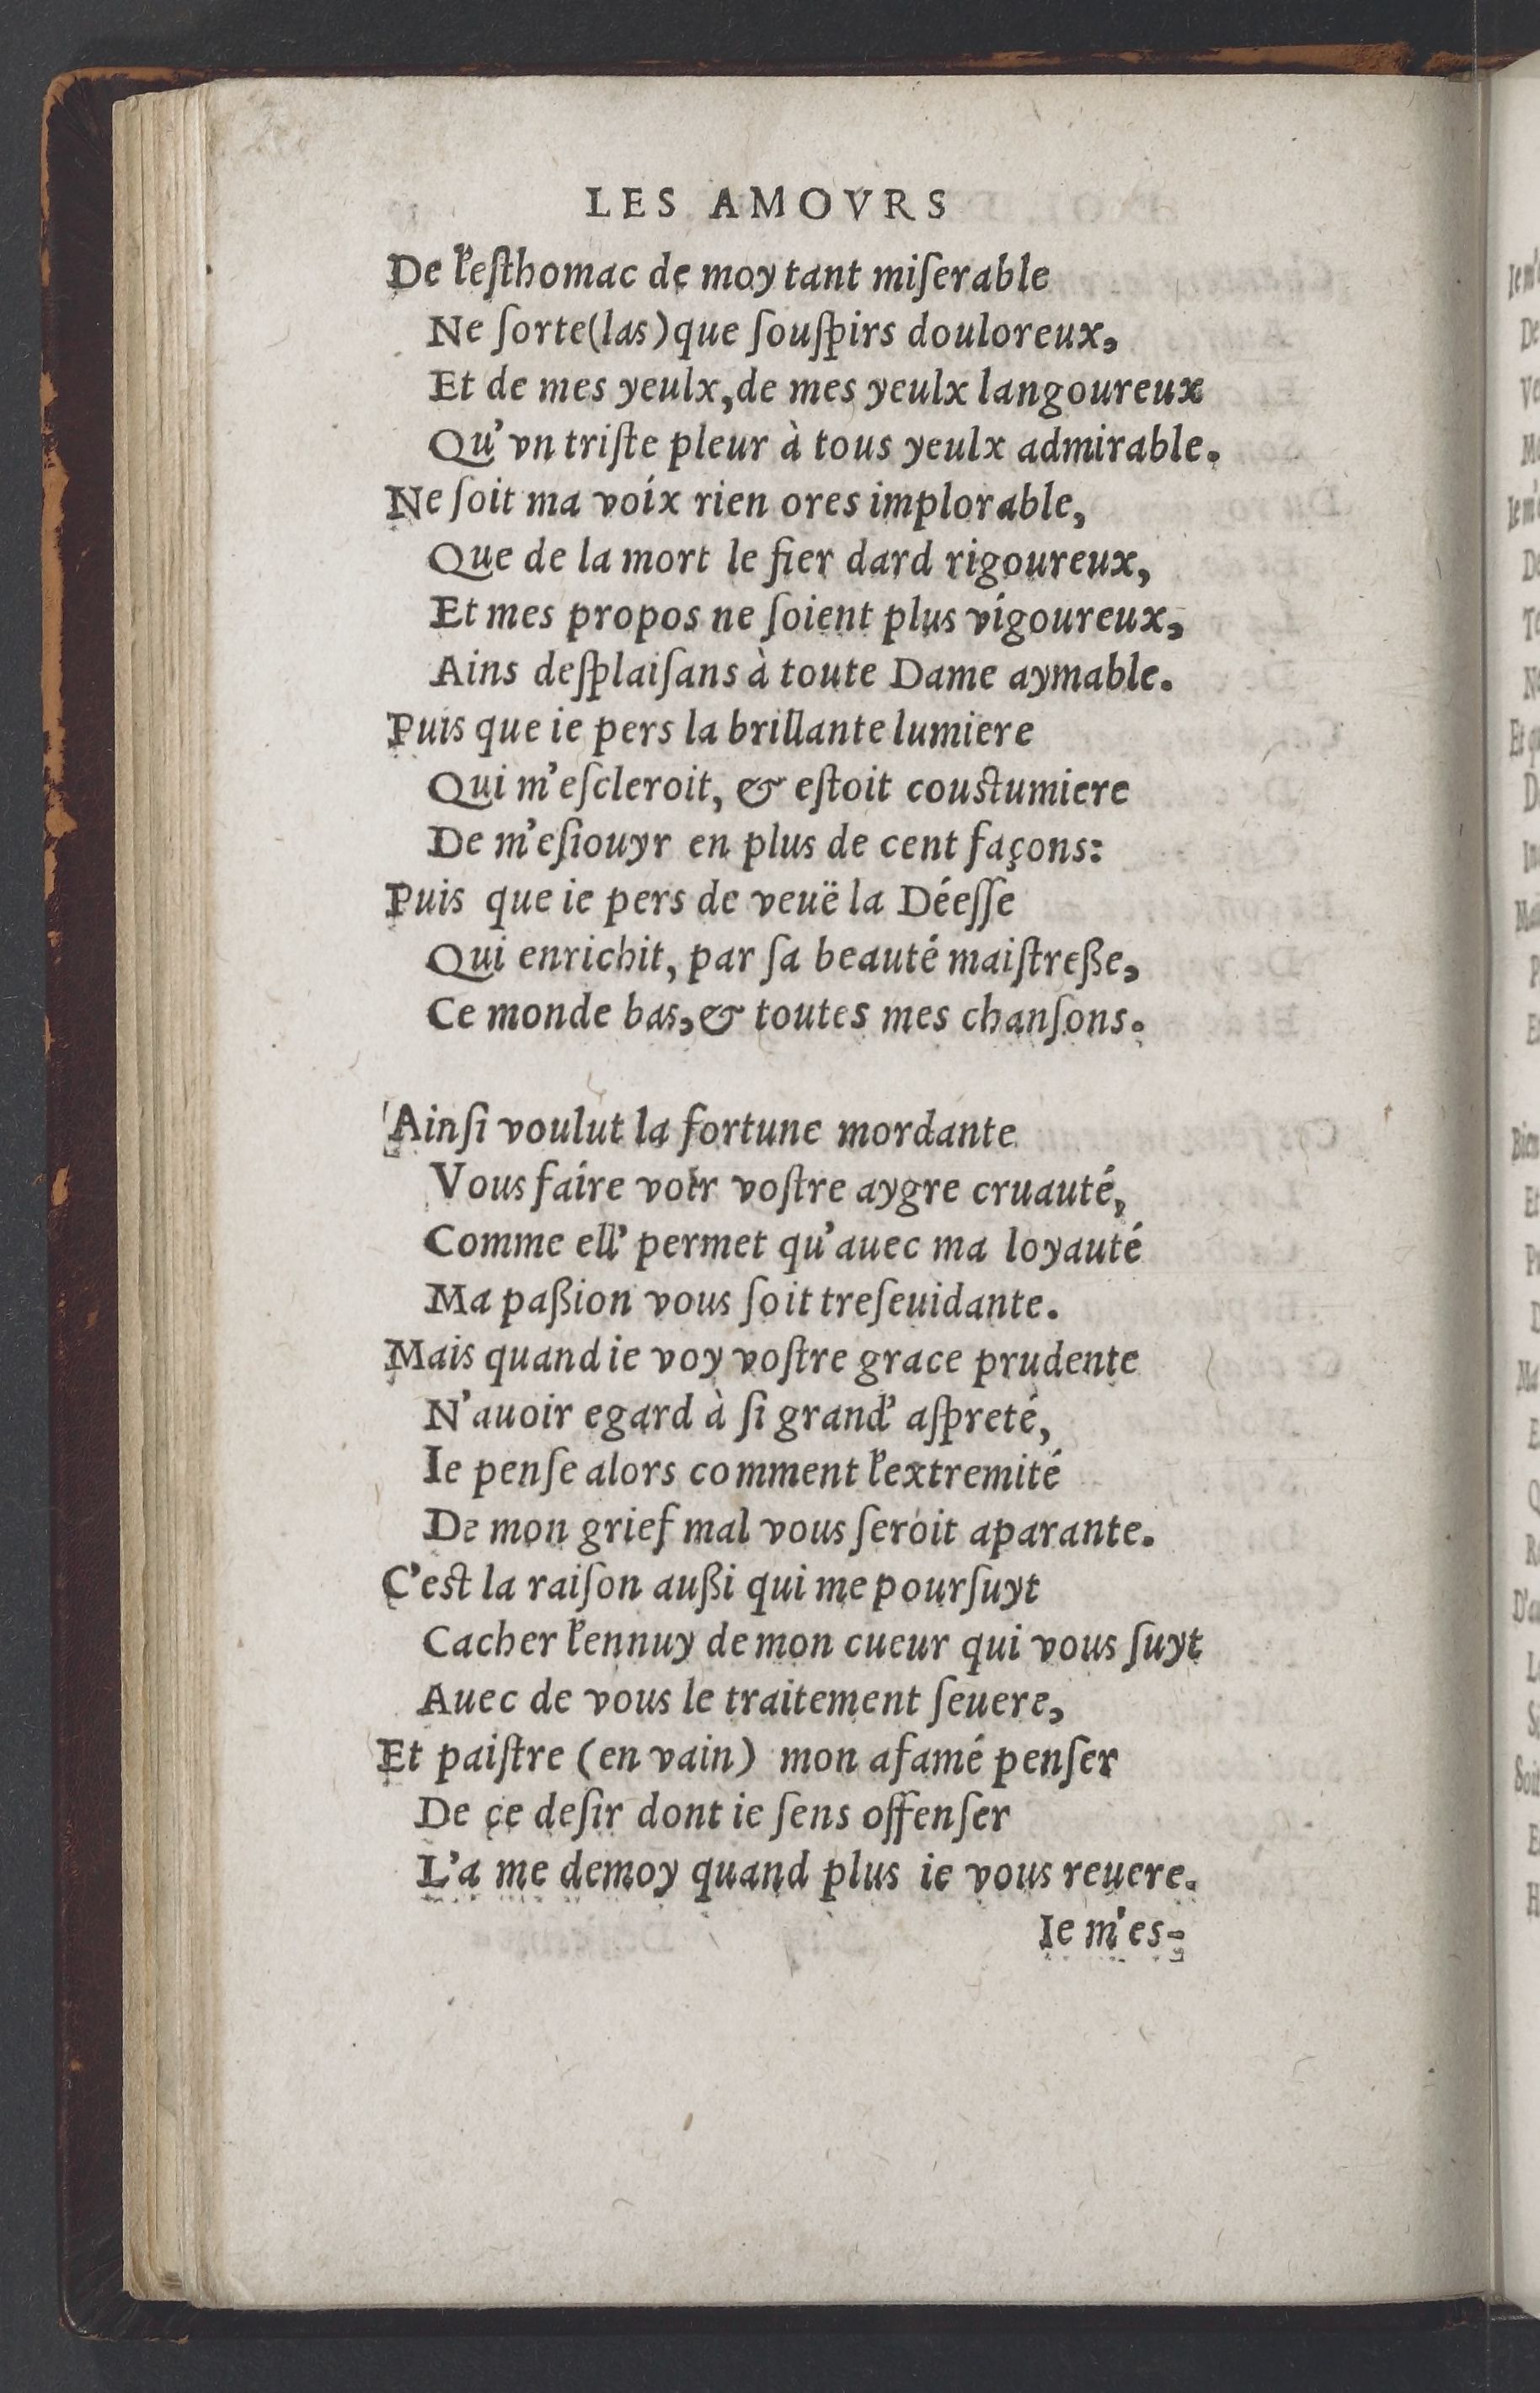 LES AMOVRS
De l'eſthomac de moy tant miſerable
Ne ſorte(las)que ſouſpirs douloreux,
Et de mes yeulx,de mes yeulx langoureux
Qu'vn triſte pleur à tous yeulx admirable.
Ne ſoit ma voix rien ores implorable,
Que de la mort le fier dard rigoureux,
Et mes propos ne ſoient plus vigoureux,
Ains deſplaiſans à toute Dame aymable.
Puis que ie pers la brillante lumiere
Qui m'eſcleroit, & eſtoit couſtumiere
De m'eſiouyr en plus de cent façons:
Puis que ie pers de veuë la Déeſſe
Qui enrichit, par ſa beauté maiſtreße,
Ce monde bas,& toutes mes chanſons.
Ainſi voulut la fortune mordante
Vous faire voir voſtre aygre cruauté,
Comme ell' permet qu'auec ma loyauté
Ma paßion vous ſoit treſeuidante.
Mais quand ie voy voſtre grace prudente
N'auoir egard à ſi grand' aſpreté,
Ie penſe alors comment l'extremité
De mon grief mal vous ſeroit aparante.
C'eſt la raiſon außi qui me pourſuyt
Cacher l'ennuy de mon cueur qui vous ſuyt
Auec de vous le traitement ſeuere,
Et paiſtre (en vain) mon afamé penſer
De ce deſir dont ie ſens offenſer
L'a me demoy quand plus ie vous reuere.
Ie m'es-